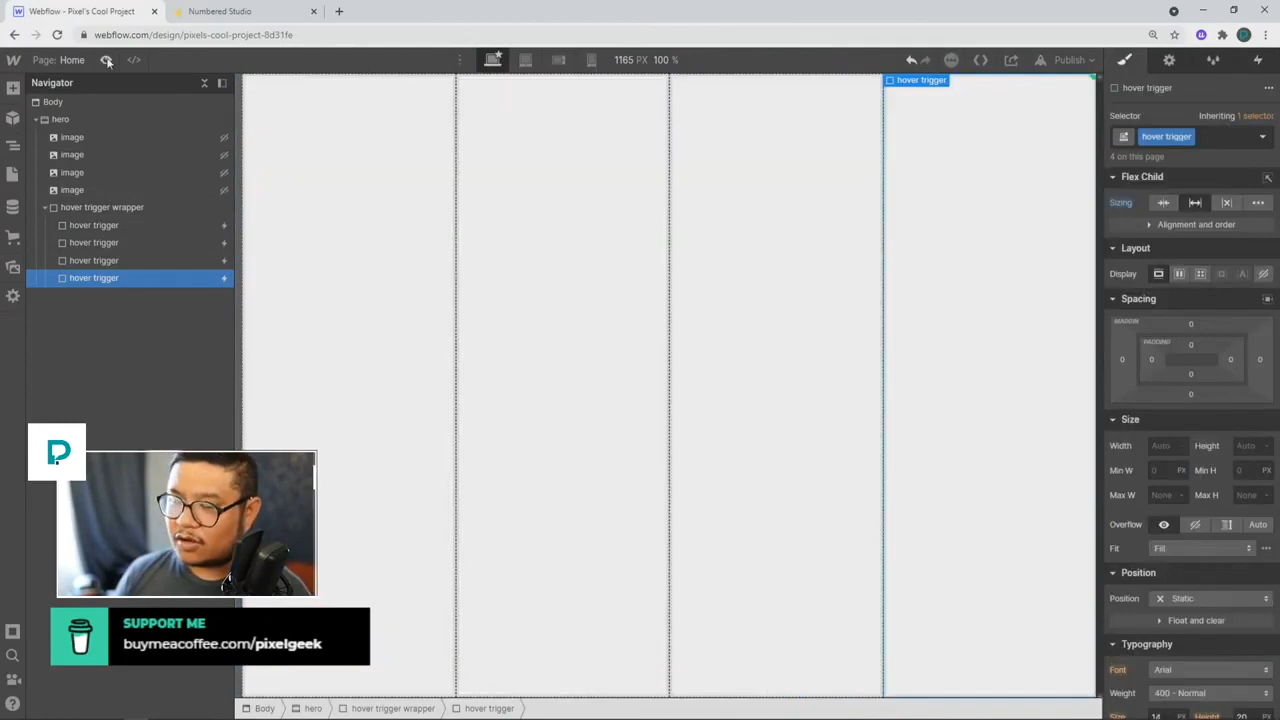 Webflow - Pixel's Cool Project
Numbered Studio
webflow.com/design/pixels-cool-project-8d31fe
Page: Home
1165 PX 100 %
Publish
Navigator
Body
hero
image
image
image
image
hover trigger wrapper
hover trigger
hover trigger
hover trigger
hover trigger
hover trigger
hover trigger
Selector
Inheriting 1 selector
hover trigger
4 on this page
Flex Child
Sizing
Alignment and order
Layout
Display
Spacing
MARGIN
0
PADDING
0
0 0 0 0
0
0
Size
Width Auto Height Auto
Min W 0 PX Min H 0 PX
Max W None Max H None
Overflow Auto
Fit Fill
Position
Position Static
Float and clear
Typography
Font Arial
Weight 400 - Normal
Size 14 Height 20
SUPPORT ME
buymeacoffee.com/pixelgeek
Body hero hover trigger wrapper hover trigger